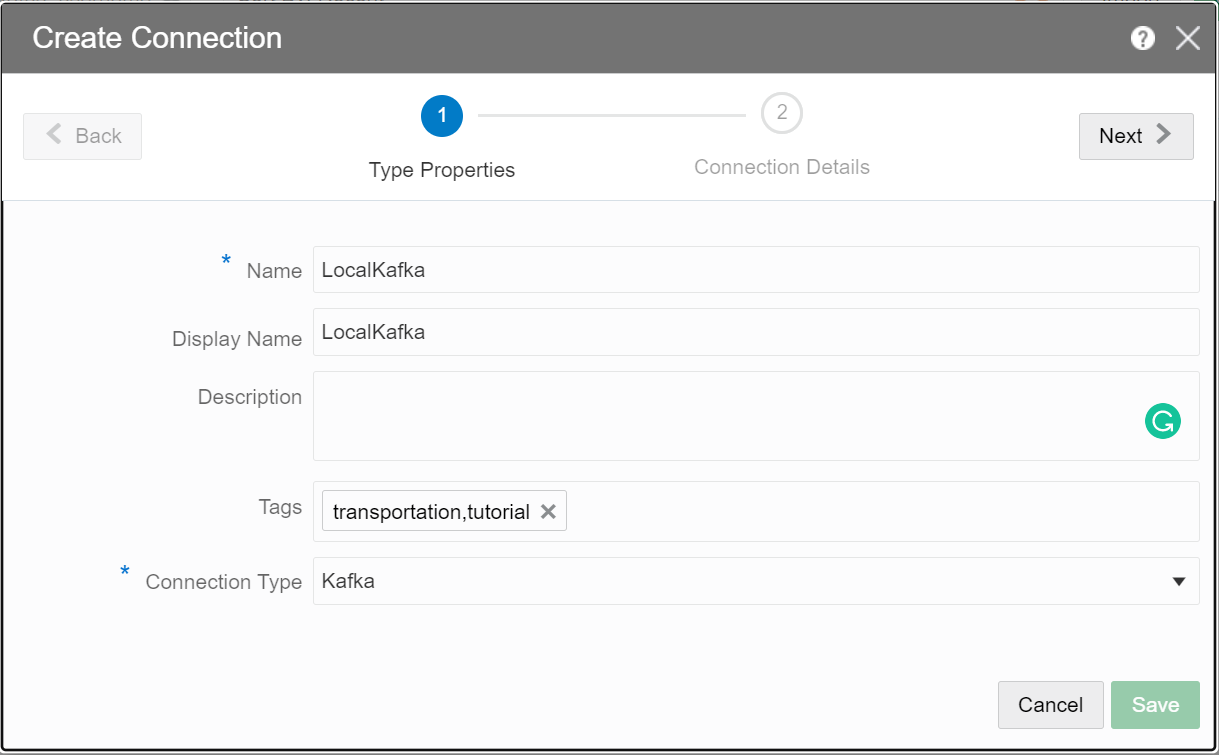 Create Connection
?
Back
1
2
Next
Type Properties
Connection Details
* Name
LocalKafka
Display Name
LocalKafka
Description
G
Tags
transportation,tutorial
* Connection Type
Kafka
Cancel
Save